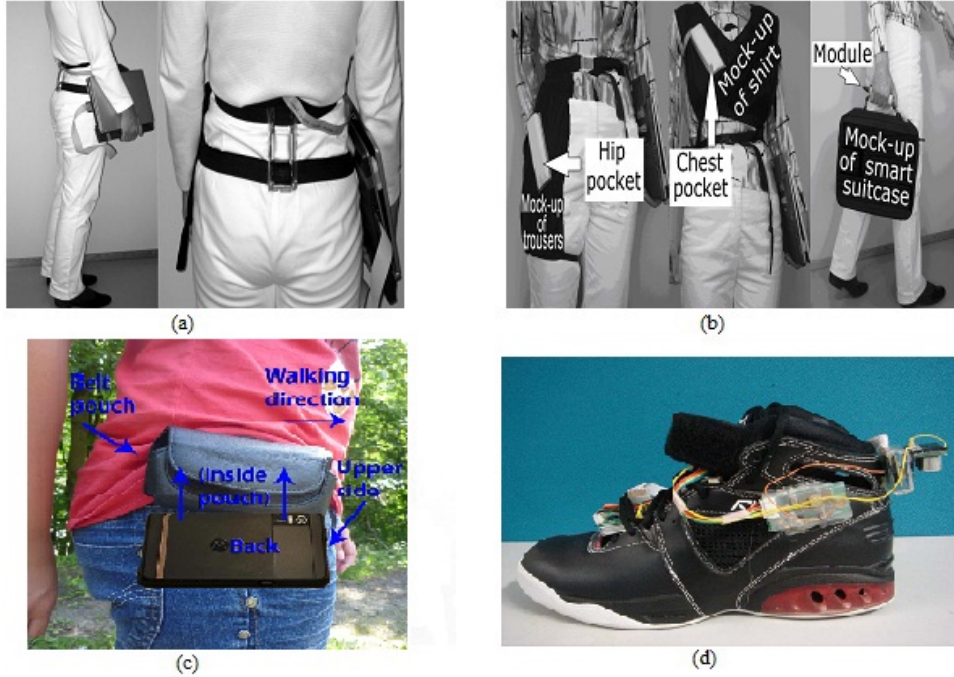 (a)
Mock-up
of trousers
Hip
pocket
Mock-up
of shirt
Chest
pocket
Module
Mock-up
of smart
suitcase
(b)
Belt
pouch
Walking
direction
(inside
pouch)
Upper
side
Back
(c)
(d)